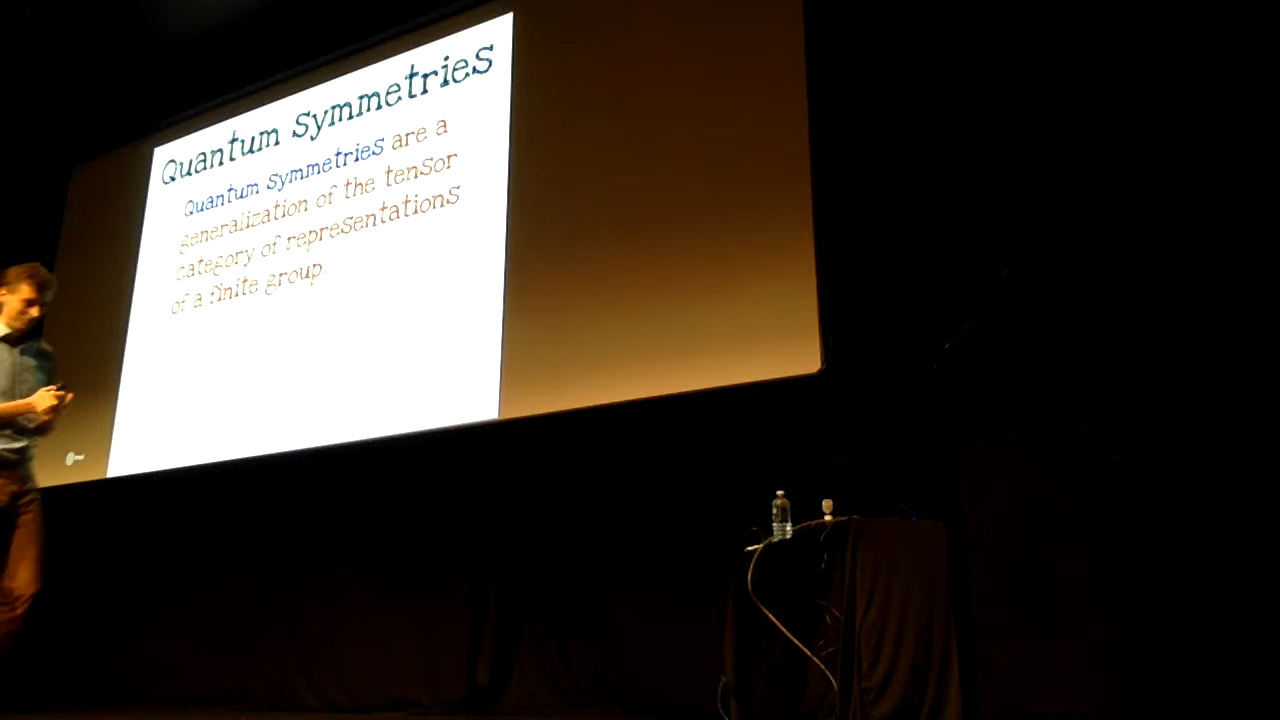 Quantum Symmetries
Quantum symmetries are a
generalization of the tensor
category of representations
of a finite group.